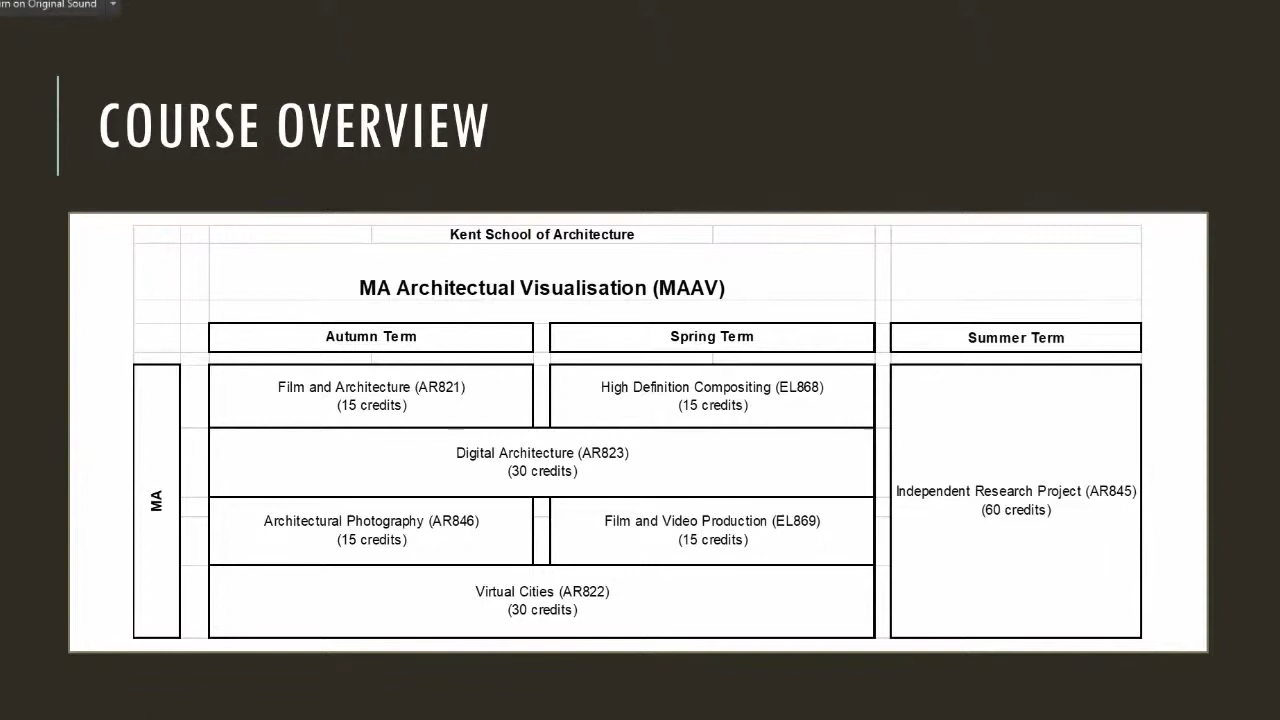 on Original Sound
COURSE OVERVIEW
Kent School of Architecture
MA Architectual Visualisation (MAAV)
Autumn Term
Spring Term
Summer Term
MA
Film and Architecture (AR821)
(15 credits)
High Definition Compositing (EL868)
(15 credits)
Digital Architecture (AR823)
(30 credits)
Architectural Photography (AR846)
(15 credits)
Film and Video Production (EL869)
(15 credits)
Virtual Cities (AR822)
(30 credits)
Independent Research Project (AR845)
(60 credits)